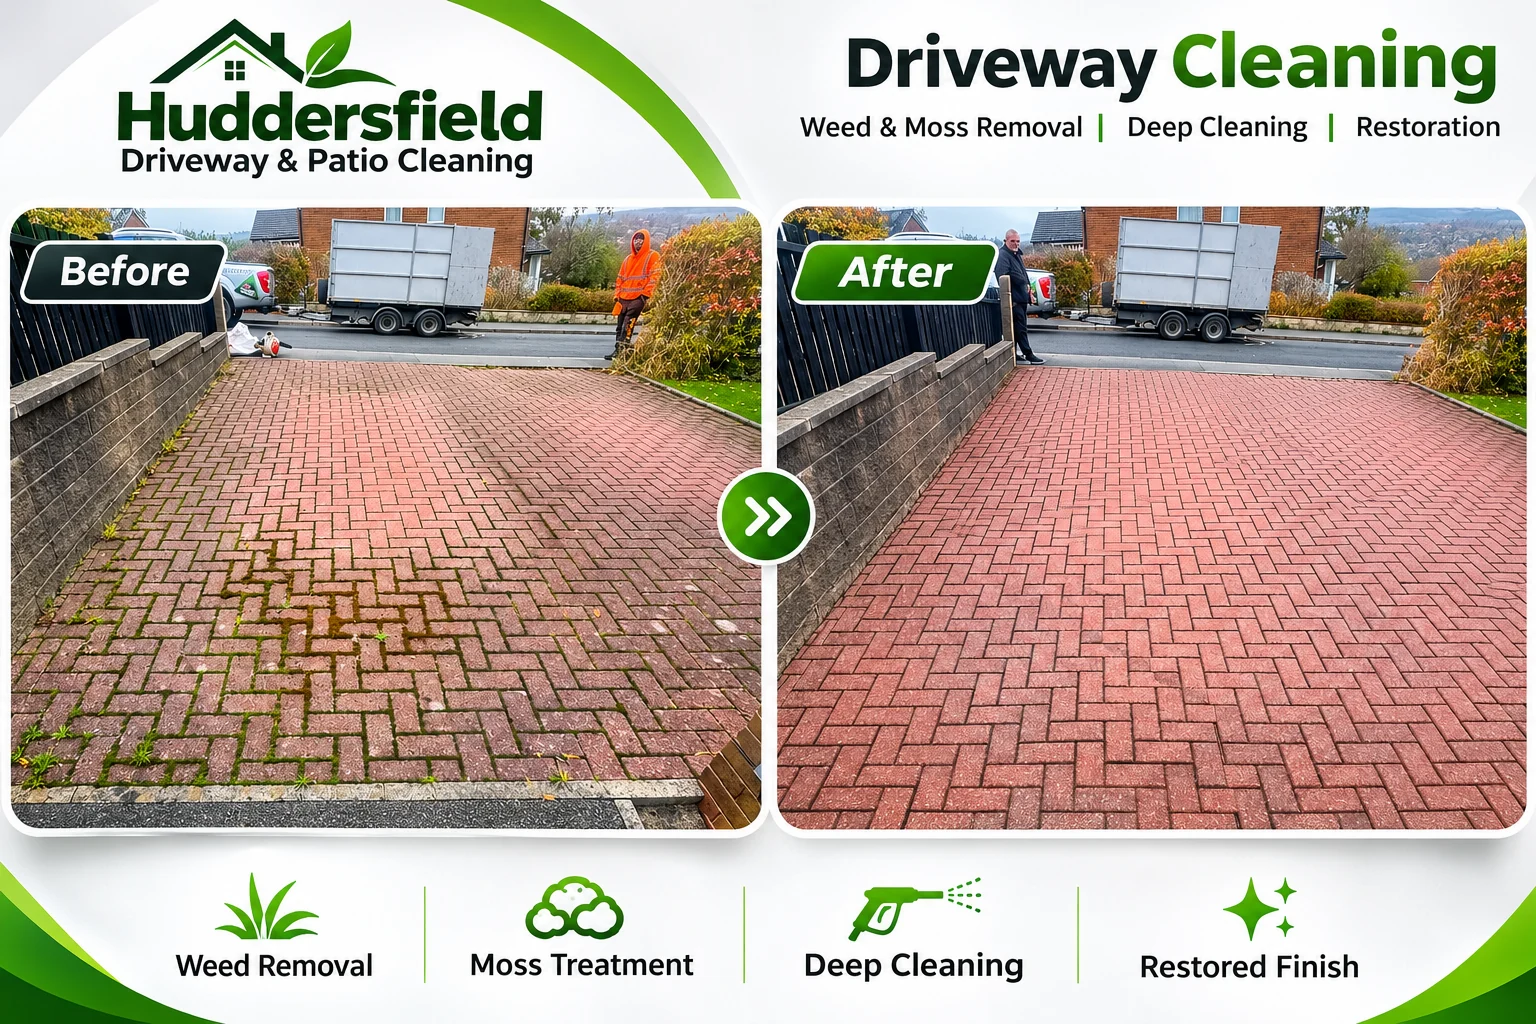 Huddersfield
Driveway & Patio Cleaning
Driveway Cleaning
Weed & Moss Removal | Deep Cleaning | Restoration
Before
After
Weed Removal
Moss Treatment
Deep Cleaning
Restored Finish